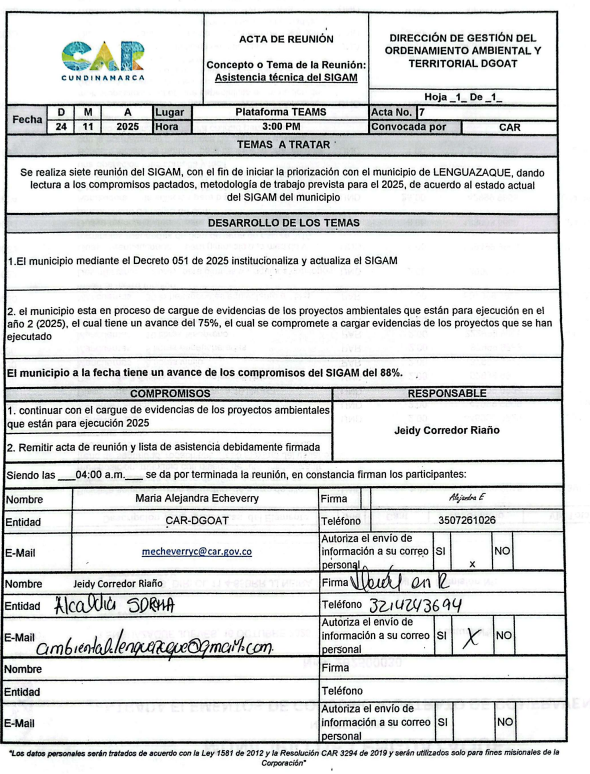 CAR
CUNDINAMARCA
ACTA DE REUNIÓN
Concepto o Tema de la Reunión:
Asistencia técnica del SIGAM
DIRECCIÓN DE GESTIÓN DEL
ORDENAMIENTO AMBIENTAL Y
TERRITORIAL DGOAT
Hoja _1_ De _1_
Fecha D M A Lugar Plataforma TEAMS Acta No. 7
24 11 2025 Hora 3:00 PM Convocada por CAR
TEMAS A TRATAR
Se realiza siete reunión del SIGAM, con el fin de iniciar la priorización con el municipio de LENGUAZAQUE, dando
lectura a los compromisos pactados, metodología de trabajo prevista para el 2025, de acuerdo al estado actual
del SIGAM del municipio
DESARROLLO DE LOS TEMAS
1.El municipio mediante el Decreto 051 de 2025 institucionaliza y actualiza el SIGAM
2. el municipio esta en proceso de cargue de evidencias de los proyectos ambientales que están para ejecución en el
año 2 (2025), el cual tiene un avance del 75%, el cual se compromete a cargar evidencias de los proyectos que se han
ejecutado
El municipio a la fecha tiene un avance de los compromisos del SIGAM del 88%.
COMPROMISOS RESPONSABLE
1. continuar con el cargue de evidencias de los proyectos ambientales
que están para ejecución 2025
2. Remitir acta de reunión y lista de asistencia debidamente firmada
Jeidy Corredor Riaño
Siendo las ___04:00 a.m.___ se da por terminada la reunión, en constancia firman los participantes:
Nombre Maria Alejandra Echeverry Firma Alejandra E
Entidad CAR-DGOAT Teléfono 3507261026
E-Mail mecheverryc@car.gov.co Autoriza el envío de
información a su correo
personal SI x NO
Nombre Jeidy Corredor Riaño Firma
Entidad Alcaldia SDRMA Teléfono 3214243694
E-Mail ambiental.lenguazaque@gmail.com Autoriza el envío de
información a su correo
personal SI X NO
Nombre Firma
Entidad Teléfono
E-Mail Autoriza el envío de
información a su correo
personal SI NO
"Los datos personales serán tratados de acuerdo con la Ley 1581 de 2012 y la Resolución CAR 3294 de 2019 y serán utilizados solo para fines misionales de la
Corporación"